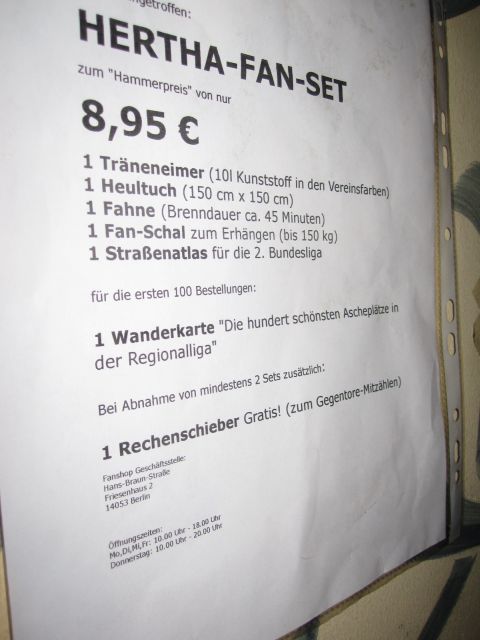 getroffen:
HERTHA-FAN-SET
zum "Hammerpreis" von nur
8,95 €
1 Träneneimer (10l Kunststoff in den Vereinsfarben)
1 Heultuch (150 cm x 150 cm)
1 Fahne (Brenndauer ca. 45 Minuten)
1 Fan-Schal zum Erhängen (bis 150 kg)
1 Straßenatlas für die 2. Bundesliga
für die ersten 100 Bestellungen:
1 Wanderkarte "Die hundert schönsten Ascheplätze in
der Regionalliga"
Bei Abnahme von mindestens 2 Sets zusätzlich:
1 Rechenschieber Gratis! (zum Gegentore-Mitzählen)
Fanshop Geschäftsstelle:
Hans-Braun-Straße
Friesenhaus 2
14053 Berlin
Öffnungszeiten:
Mo,Di,Mi,Fr: 10.00 Uhr - 18.00 Uhr
Donnerstag: 10.00 Uhr - 20.00 Uhr